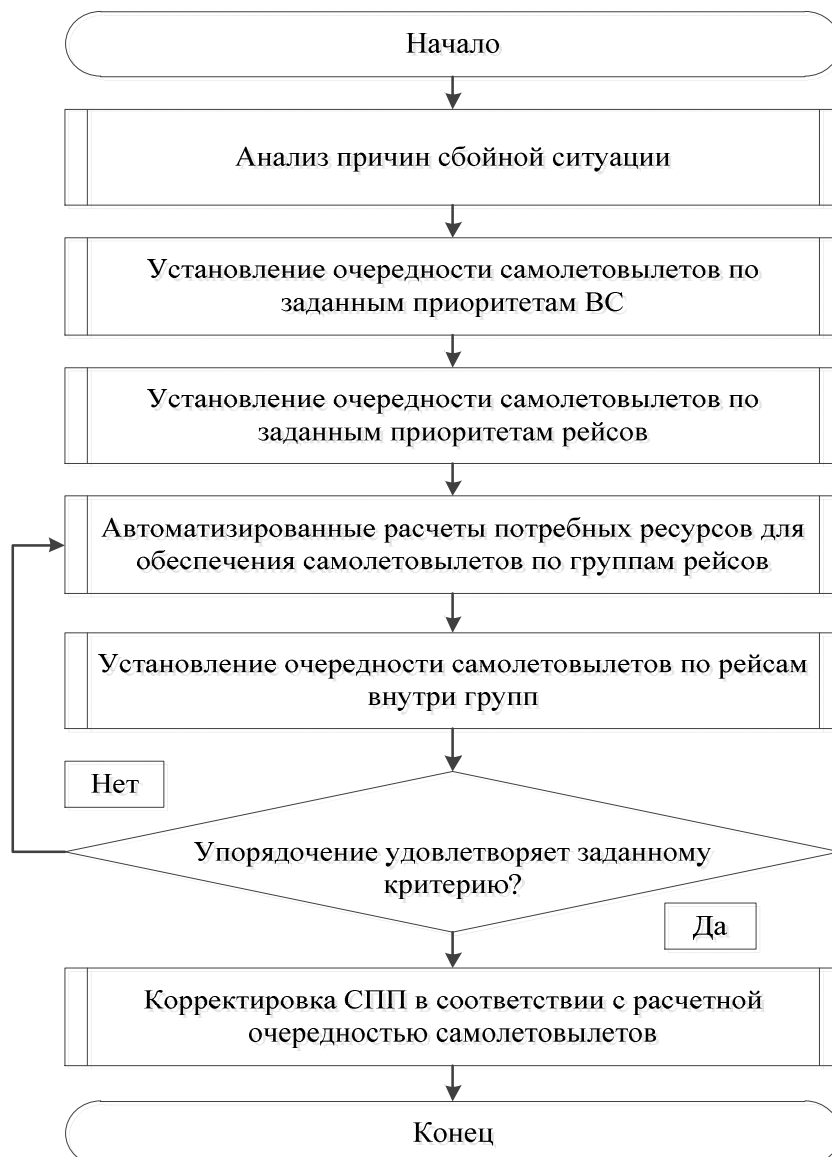 Начало
Анализ причин сбойной ситуации
Установление очередности самолетовылетов по
заданным приоритетам ВС
Установление очередности самолетовылетов по
заданным приоритетам рейсов
Автоматизированные расчеты потребных ресурсов для
обеспечения самолетовылетов по группам рейсов
Установление очередности самолетовылетов по рейсам
внутри групп
Нет
Упорядочение удовлетворяет заданному
критерию?
Да
Корректировка СПП в соответствии с расчетной
очередностью самолетовылетов
Конец